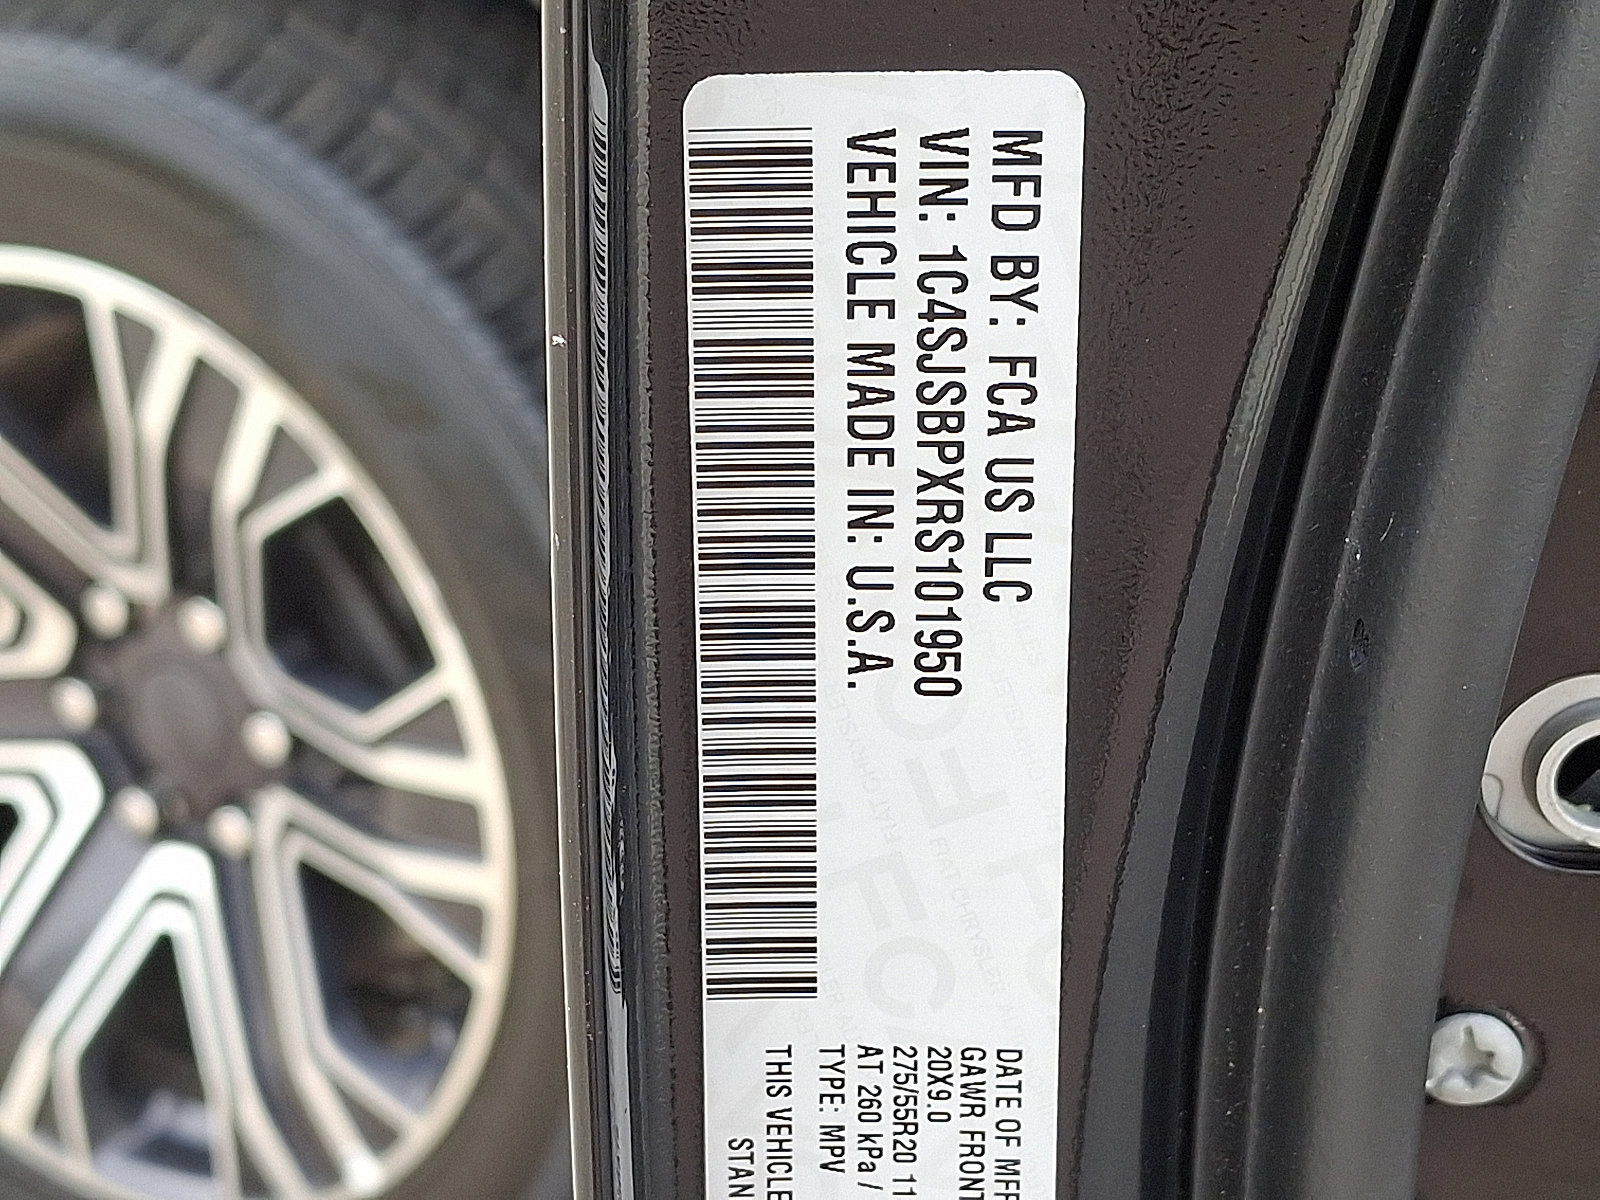 MFD BY: FCA US LLC
VIN: 1C4SJSBPXRS101950
VEHICLE MADE IN: U.S.A.
DATE OF MFR
GAWR FRONT
20X9.0
275/55R20 11
AT 260 kPa /
TYPE: MPV
THIS VEHICLE
STAN